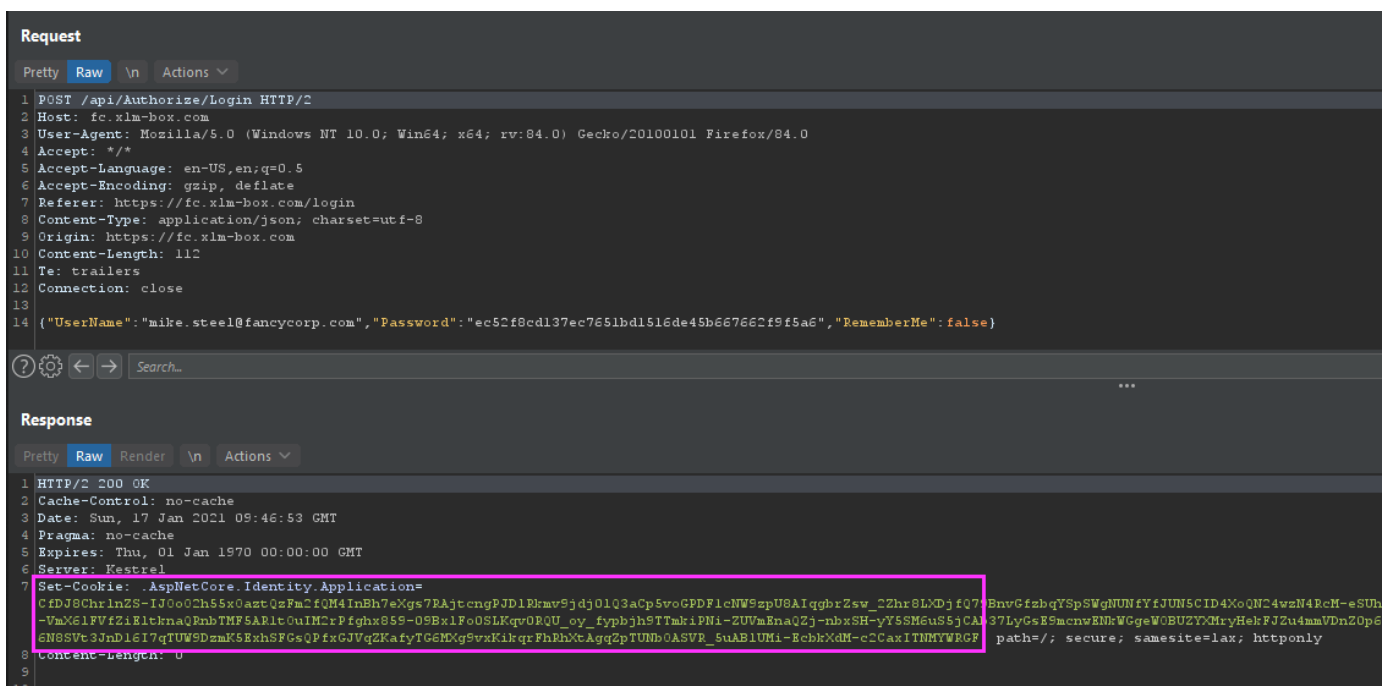 Request
Pretty Raw \n Actions
1 POST /api/Authorize/Login HTTP/2
2 Host: fc.xlm-box.com
3 User-Agent: Mozilla/5.0 (Windows NT 10.0; Win64; x64; rv:84.0) Gecko/20100101 Firefox/84.0
4 Accept: */*
5 Accept-Language: en-US,en;q=0.5
6 Accept-Encoding: gzip, deflate
7 Referer: https://fc.xlm-box.com/login
8 Content-Type: application/json; charset=utf-8
9 Origin: https://fc.xlm-box.com
10 Content-Length: 112
11 Te: trailers
12 Connection: close
13
14 {"UserName":"mike.steel@fancycorp.com","Password":"ec52f8cd137ec7651bd1516de45b667662f9f5a6","RememberMe":false}
Search...
Response
Pretty Raw Render \n Actions
1 HTTP/2 200 OK
2 Cache-Control: no-cache
3 Date: Sun, 17 Jan 2021 09:46:53 GMT
4 Pragma: no-cache
5 Expires: Thu, 01 Jan 1970 00:00:00 GMT
6 Server: Kestrel
7 Set-Cookie: .AspNetCore.Identity.Application=
path=/; secure; samesite=lax; httponly
8 Content-Length: 0
9